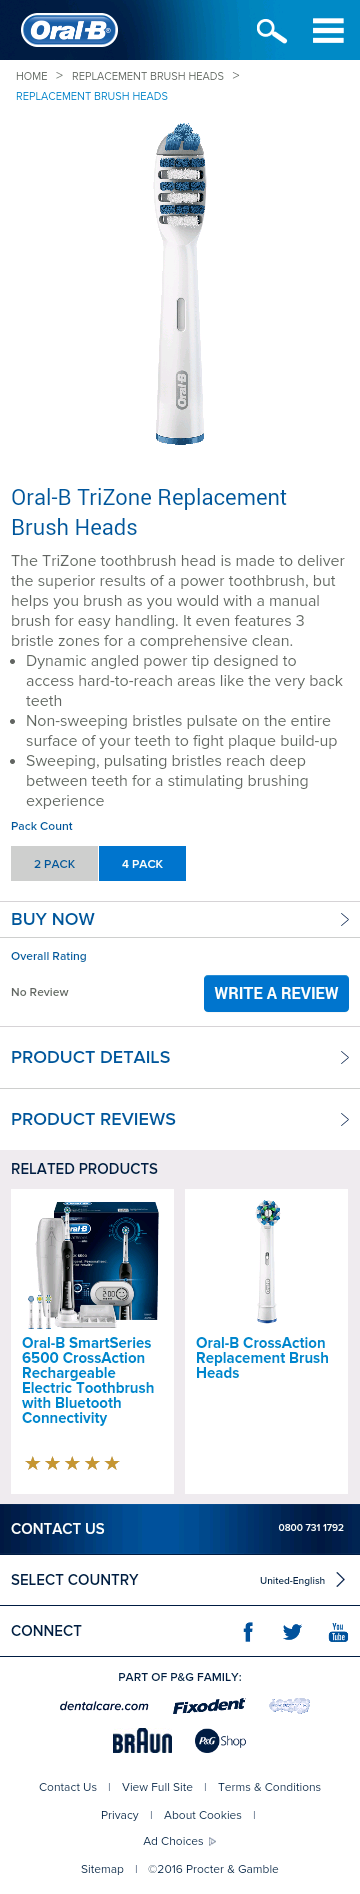 Oral-B
HOME > REPLACEMENT BRUSH HEADS >
REPLACEMENT BRUSH HEADS
Oral-B
Oral-B TriZone Replacement
Brush Heads
The TriZone toothbrush head is made to deliver
the superior results of a power toothbrush, but
helps you brush as you would with a manual
brush for easy handling. It even features 3
bristle zones for a comprehensive clean.
• Dynamic angled power tip designed to
access hard-to-reach areas like the very back
teeth
• Non-sweeping bristles pulsate on the entire
surface of your teeth to fight plaque build-up
• Sweeping, pulsating bristles reach deep
between teeth for a stimulating brushing
experience
Pack Count
2 PACK 4 PACK
BUY NOW
Overall Rating
No Review WRITE A REVIEW
PRODUCT DETAILS
PRODUCT REVIEWS
RELATED PRODUCTS
Oral-B
Oral-B SmartSeries
6500 CrossAction
Rechargeable
Electric Toothbrush
with Bluetooth
Connectivity
Oral-B CrossAction
Replacement Brush
Heads
CONTACT US 0800 731 1792
SELECT COUNTRY United-English
CONNECT You Tube
PART OF P&G FAMILY:
dentalcare.com Fixodent
BRAUN P&G Shop
Contact Us | View Full Site | Terms & Conditions
Privacy | About Cookies |
Ad Choices
Sitemap | ©2016 Procter & Gamble